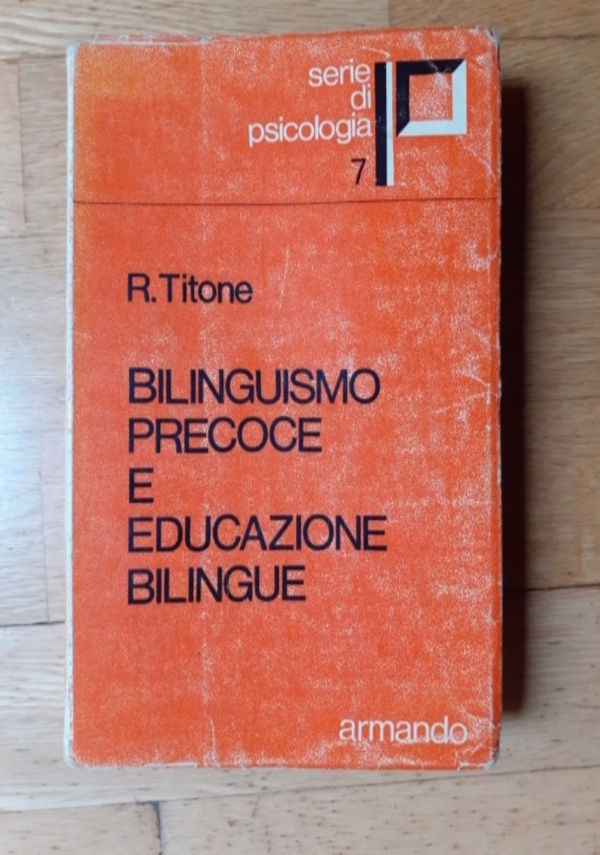 serie
di
psicologia
7
R.Titone
BILINGUISMO
PRECOCE
E
EDUCAZIONE
BILINGUE
armando